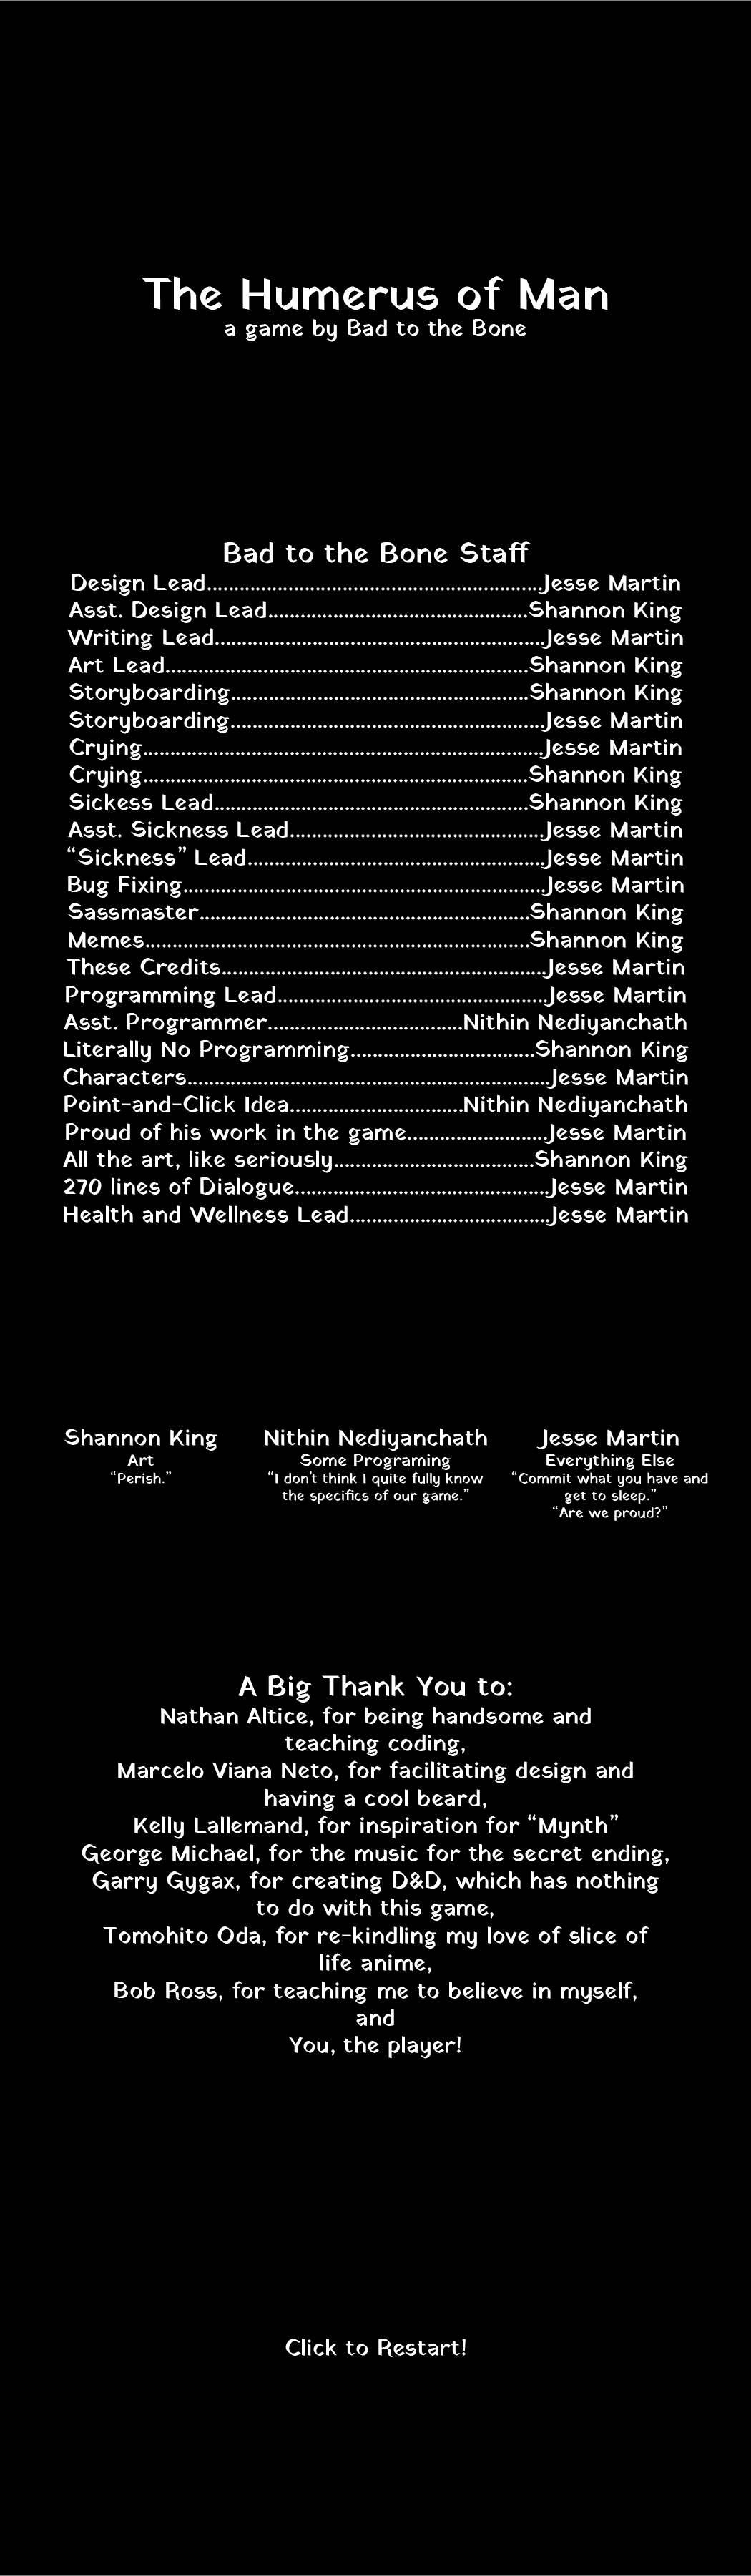 The Humerus of Man
a game by Bad to the Bone
Bad to the Bone Staff
Design Lead..............................................................Jesse Martin
Asst. Design Lead................................................Shannon King
Writing Lead.............................................................Jesse Martin
Art Lead...................................................................Shannon King
Storyboarding.......................................................Shannon King
Storyboarding..........................................................Jesse Martin
Crying..........................................................................Jesse Martin
Crying.......................................................................Shannon King
Sickess Lead..........................................................Shannon King
Asst. Sickness Lead...............................................Jesse Martin
“Sickness” Lead.......................................................Jesse Martin
Bug Fixing...................................................................Jesse Martin
Sassmaster.............................................................Shannon King
Memes.......................................................................Shannon King
These Credits............................................................Jesse Martin
Programming Lead..................................................Jesse Martin
Asst. Programmer....................................Nithin Nediyanchath
Literally No Programming..................................Shannon King
Characters...................................................................Jesse Martin
Point-and-Click Idea................................Nithin Nediyanchath
Proud of his work in the game..........................Jesse Martin
All the art, like seriously.....................................Shannon King
270 lines of Dialogue...............................................Jesse Martin
Health and Wellness Lead.....................................Jesse Martin
Shannon King
Art
“Perish.”
Nithin Nediyanchath
Some Programing
“I don’t think I quite fully know
the specifics of our game.”
Jesse Martin
Everything Else
“Commit what you have and
get to sleep.”
“Are we proud?”
A Big Thank You to:
Nathan Altice, for being handsome and
teaching coding,
Marcelo Viana Neto, for facilitating design and
having a cool beard,
Kelly Lallemand, for inspiration for “Mynth”
George Michael, for the music for the secret ending,
Garry Gygax, for creating D&D, which has nothing
to do with this game,
Tomohito Oda, for re-kindling my love of slice of
life anime,
Bob Ross, for teaching me to believe in myself,
and
You, the player!
Click to Restart!